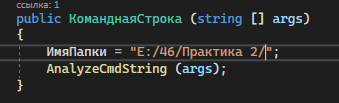 ссылка: 1
public КоманднаяСтрока (string [] args)
{
ИмяПапки = "E:/46/Практика 2/";
AnalyzeCmdString (args);
}